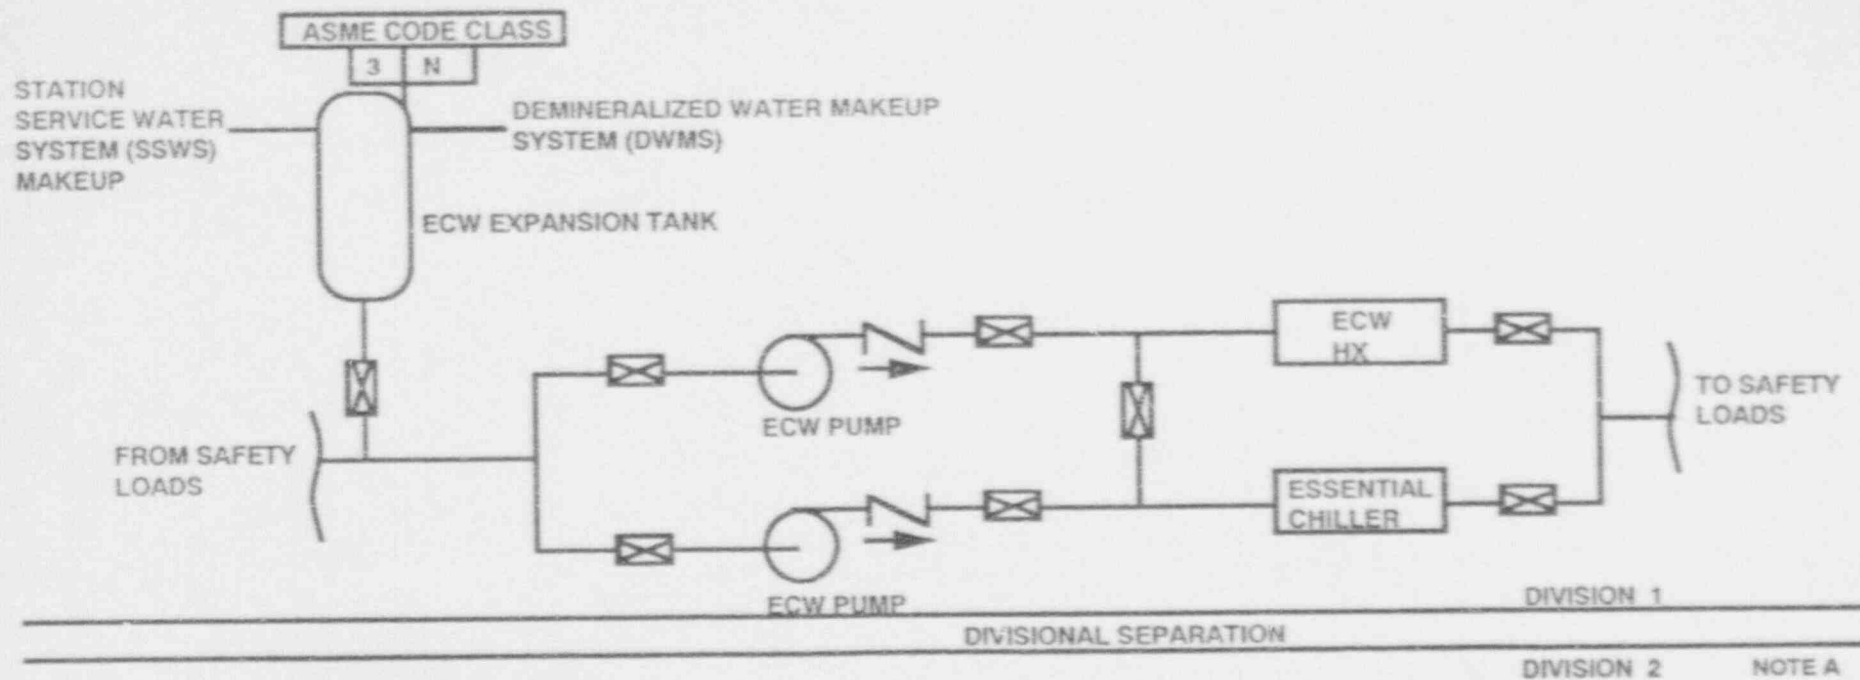 ASME CODE CLASS
3 N
STATION
SERVICE WATER
SYSTEM (SSWS)
MAKEUP
DEMINERALIZED WATER MAKEUP
SYSTEM (DWMS)
ECW EXPANSION TANK
ECW
HX
TO SAFETY
LOADS
ECW PUMP
FROM SAFETY
LOADS
ESSENTIAL
CHILLER
ECW PUMP
DIVISION 1
DIVISIONAL SEPARATION
DIVISION 2
NOTE A